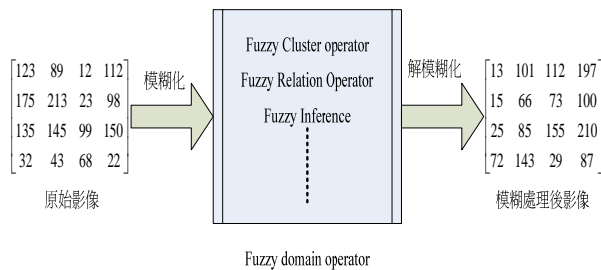 123 89 12 112
175 213 23 98
135 145 99 150
32 43 68 22
原始影像
模糊化
Fuzzy Cluster operator
Fuzzy Relation Operator
Fuzzy Inference
Fuzzy domain operator
解模糊化
13 101 112 197
15 66 73 100
25 85 155 210
72 143 29 87
模糊處理後影像